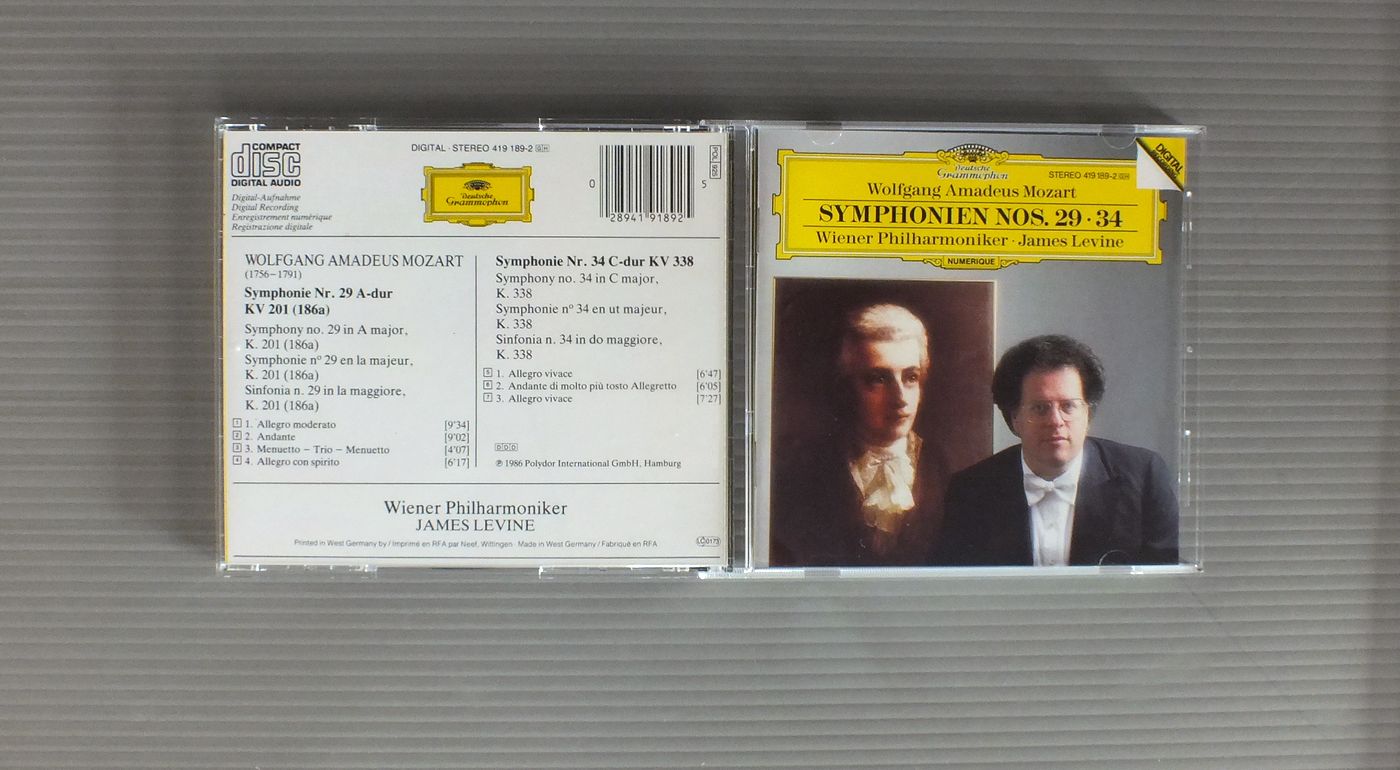 COMPACT
disc
DIGITAL AUDIO
Digital-Aufnahme
Digital Recording
Enregistrement numérique
Registrazione digitale
DIGITAL · STEREO 419 189-2 GH
Deutsche
Grammophon
0 28941 91892 5
POL 925
WOLFGANG AMADEUS MOZART
(1756–1791)
Symphonie Nr. 29 A-dur
KV 201 (186a)
Symphony no. 29 in A major,
K. 201 (186a)
Symphonie nº 29 en la majeur,
K. 201 (186a)
Sinfonia n. 29 in la maggiore,
K. 201 (186a)
1 1. Allegro moderato [9'34]
2 2. Andante [9'02]
3 3. Menuetto – Trio – Menuetto [4'07]
4 4. Allegro con spirito [6'17]
Symphonie Nr. 34 C-dur KV 338
Symphony no. 34 in C major,
K. 338
Symphonie nº 34 en ut majeur,
K. 338
Sinfonia n. 34 in do maggiore,
K. 338
5 1. Allegro vivace [6'47]
6 2. Andante di molto più tosto Allegretto [6'05]
7 3. Allegro vivace [7'27]
DDD
℗ 1986 Polydor International GmbH, Hamburg
Wiener Philharmoniker
JAMES LEVINE
Printed in West Germany by / Imprimé en RFA par Neef, Wittingen · Made in West Germany / Fabriqué en RFA
LC 0173
Deutsche
Grammophon
STEREO 419 189-2 GH
DIGITAL
Wolfgang Amadeus Mozart
SYMPHONIEN NOS. 29 · 34
Wiener Philharmoniker · James Levine
NUMERIQUE